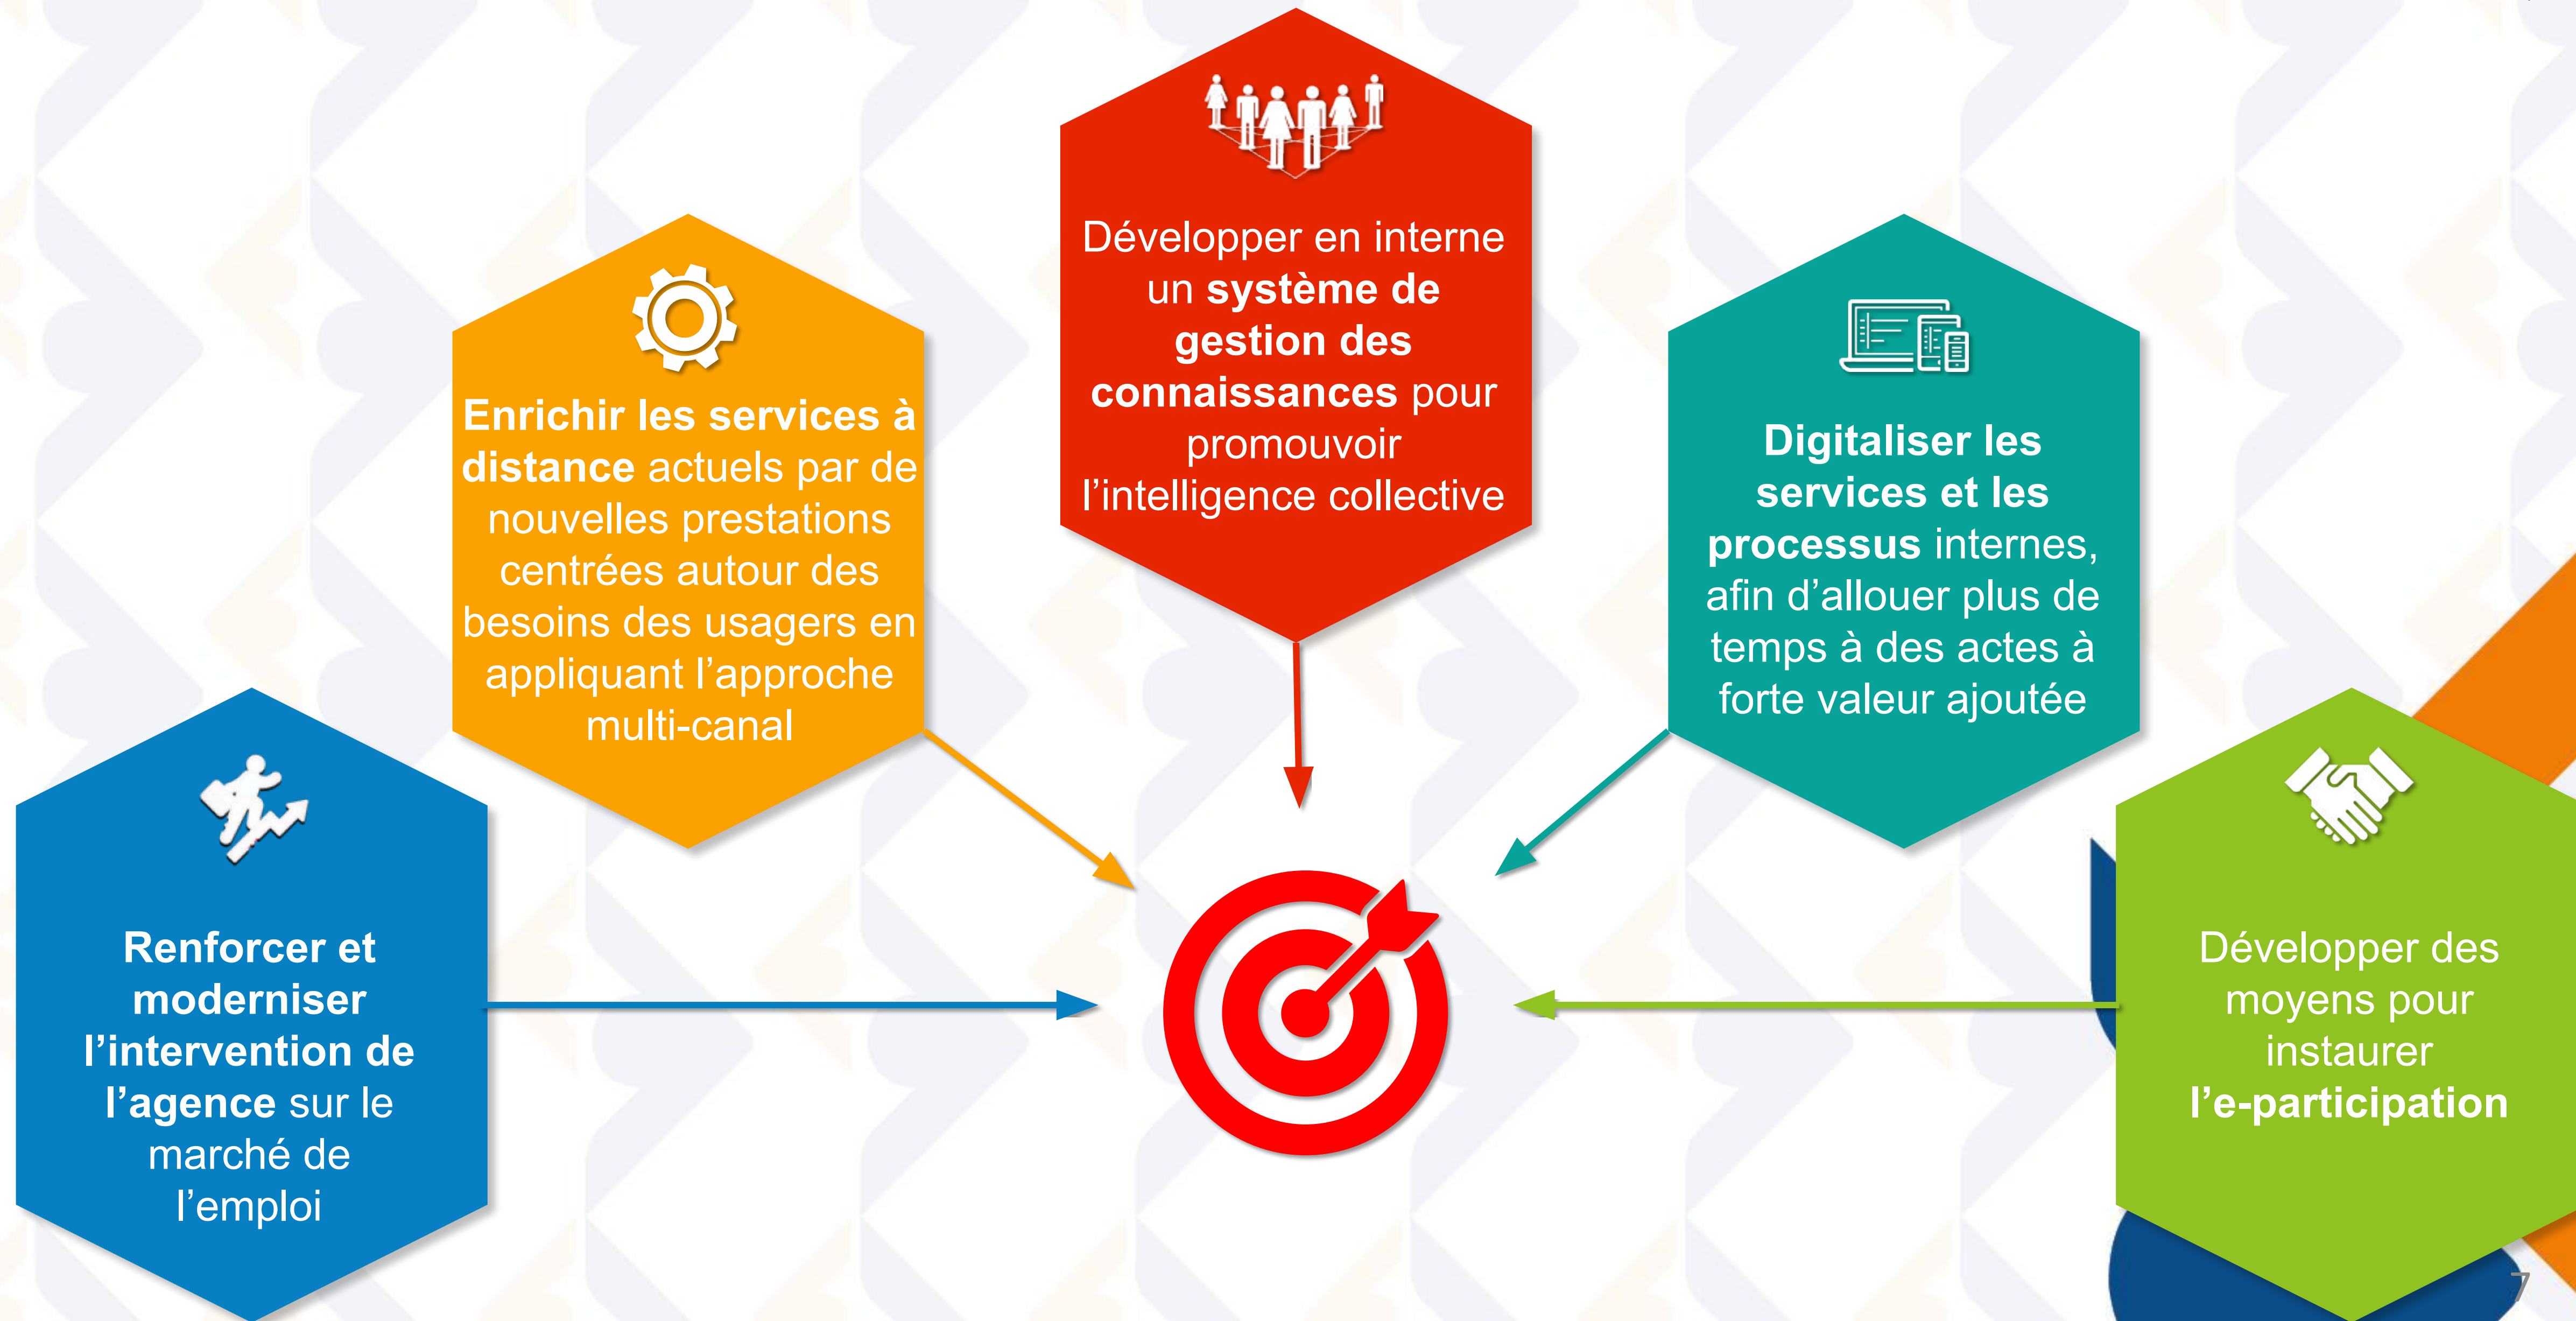 Renforcer et
moderniser
l’intervention de
l’agence sur le
marché de
l’emploi
Enrichir les services à
distance actuels par de
nouvelles prestations
centrées autour des
besoins des usagers en
appliquant l’approche
multi-canal
Développer en interne
un système de
gestion des
connaissances pour
promouvoir
l’intelligence collective
Digitaliser les
services et les
processus internes,
afin d’allouer plus de
temps à des actes à
forte valeur ajoutée
Développer des
moyens pour
instaurer
l’e-participation
7